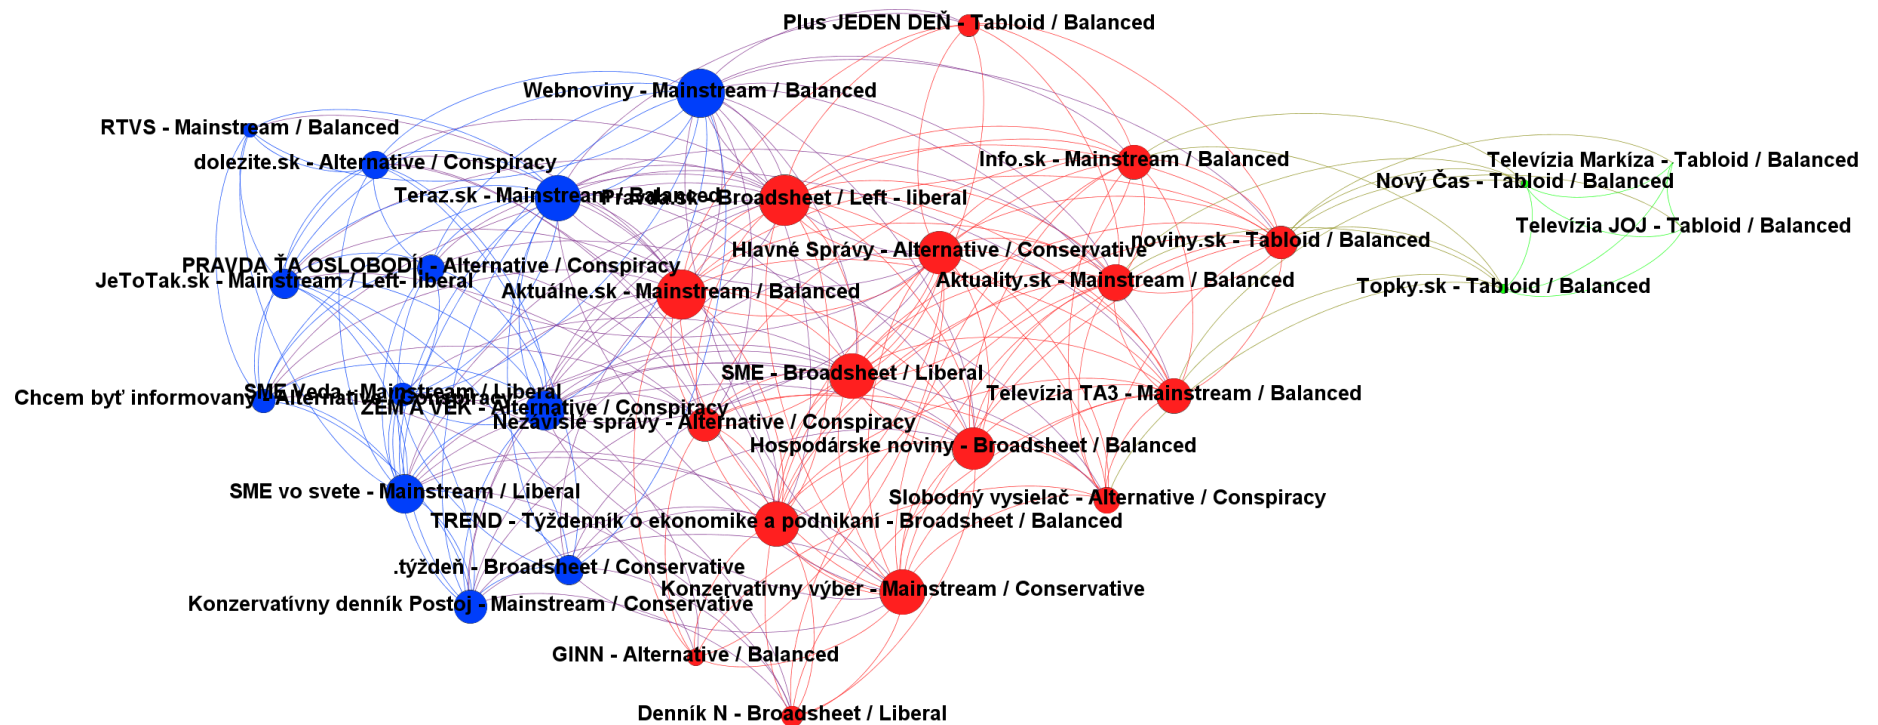 Plus JEDEN DEŇ - Tabloid / Balanced
Webnoviny - Mainstream / Balanced
RTVS - Mainstream / Balanced
dolezite.sk - Alternative / Conspiracy
Info.sk - Mainstream / Balanced
Televízia Markíza - Tabloid / Balanced
Nový Čas - Tabloid / Balanced
Teraz.sk - Mainstream / Balanced
Pravda.sk - Broadsheet / Left - liberal
Televízia JOJ - Tabloid / Balanced
noviny.sk - Tabloid / Balanced
Hlavné Správy - Alternative / Conservative
PRAVDA ŤA OSLOBODÍ! - Alternative / Conspiracy
JeToTak.sk - Mainstream / Left- liberal
Aktuality.sk - Mainstream / Balanced
Topky.sk - Tabloid / Balanced
Aktuálne.sk - Mainstream / Balanced
SME - Broadsheet / Liberal
SME Veda - Mainstream / Liberal
Televízia TA3 - Mainstream / Balanced
Chcem byť informovaný - Alternative / Conspiracy
ZEM A VEK - Alternative / Conspiracy
Nezávislé správy - Alternative / Conspiracy
Hospodárske noviny - Broadsheet / Balanced
SME vo svete - Mainstream / Liberal
Slobodný vysielač - Alternative / Conspiracy
TREND - Týždenník o ekonomike a podnikaní - Broadsheet / Balanced
.týždeň - Broadsheet / Conservative
Konzervatívny výber - Mainstream / Conservative
Konzervatívny denník Postoj - Mainstream / Conservative
GINN - Alternative / Balanced
Denník N - Broadsheet / Liberal